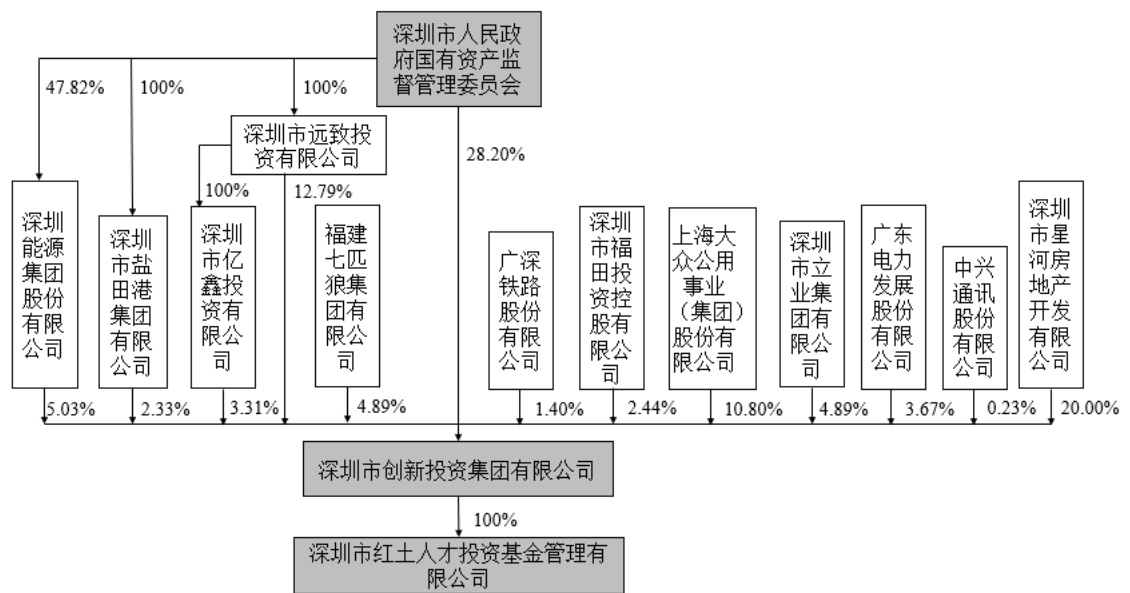 深圳市人民政
府国有资产监
督管理委员会
47.82%
100%
100%
28.20%
深圳市远致投
资有限公司
100%
12.79%
深圳
能源
集团
股份
有限
公司
深圳
市盐
田港
集团
有限
公司
深圳
市亿
鑫投
资有
限公
司
福建
七匹
狼集
团有
限公
司
广深
铁路
股份
有限
公司
深圳
市福
田投
资控
股有
限公
司
上海大
众公用
事业
（集团）
股份有
限公司
深圳
市立
业集
团有
限公
司
广东
电力
发展
股份
有限
公司
中兴
通讯
股份
有限
公司
深圳
市星
河房
地产
开发
有限
公司
5.03%
2.33%
3.31%
4.89%
1.40%
2.44%
10.80%
4.89%
3.67%
0.23%
20.00%
深圳市创新投资集团有限公司
100%
深圳市红土人才投资基金管理有
限公司